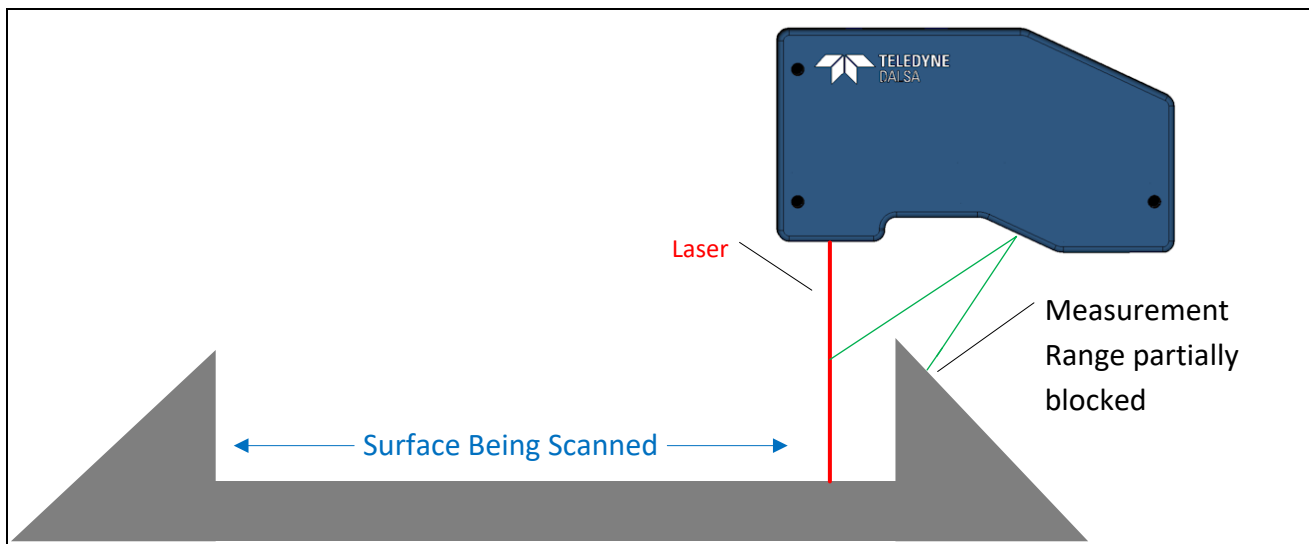 TELEDYNE
DALSA
Laser
Measurement
Range partially
blocked
Surface Being Scanned